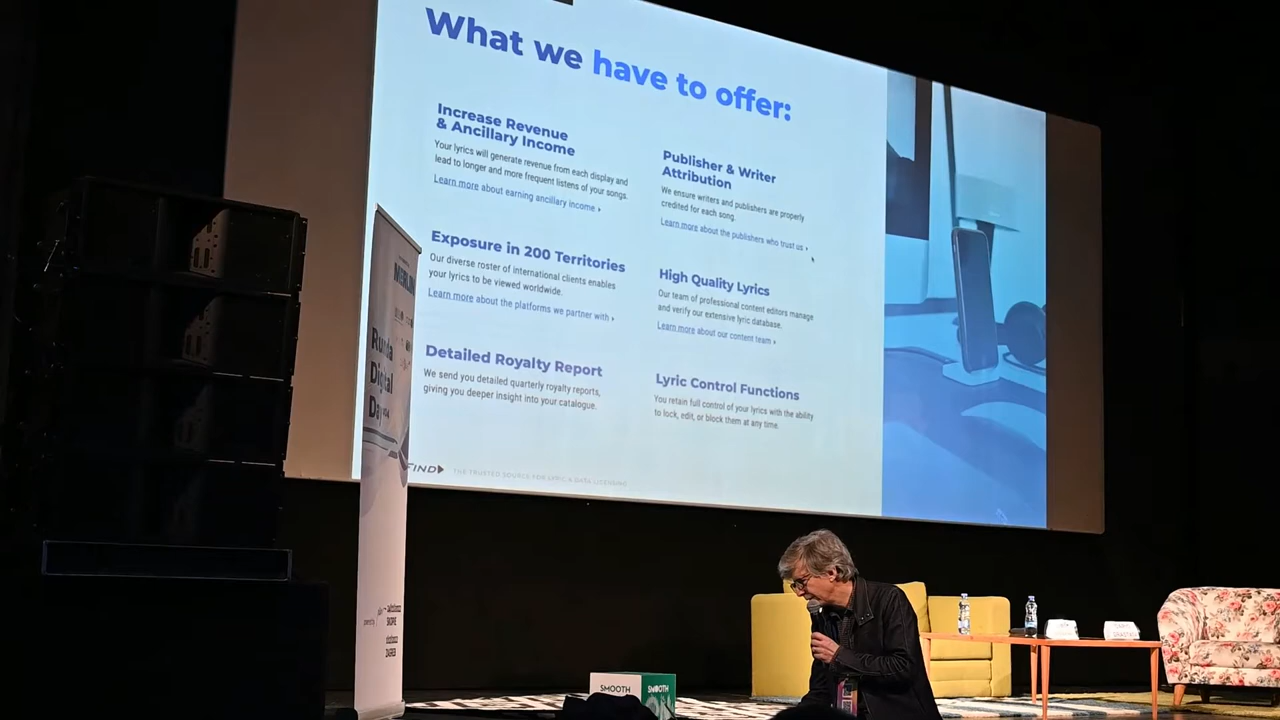 What we have to offer:
Increase Revenue
& Ancillary Income
Your lyrics will generate revenue from each display and
lead to longer and more frequent listens of your songs.
Learn more about earning ancillary income ›
Exposure in 200 Territories
Our diverse roster of international clients enables
your lyrics to be viewed worldwide.
Learn more about the platforms we partner with ›
Detailed Royalty Report
We send you detailed quarterly royalty reports,
giving you deeper insight into your catalogue.
Publisher & Writer
Attribution
We ensure writers and publishers are properly
credited for each song.
Learn more about the publishers who trust us ›
High Quality Lyrics
Our team of professional content editors manage
and verify our extensive lyric database.
Learn more about our content team ›
Lyric Control Functions
You retain full control of your lyrics with the ability
to lock, edit, or block them at any time.
FIND
THE TRUSTED SOURCE FOR LYRIC & DATA LICENSING
MERLIN
Runda
Digital
Day
powered by
SKOPJE
ZAGREB
SMOOTH
SMOOTH